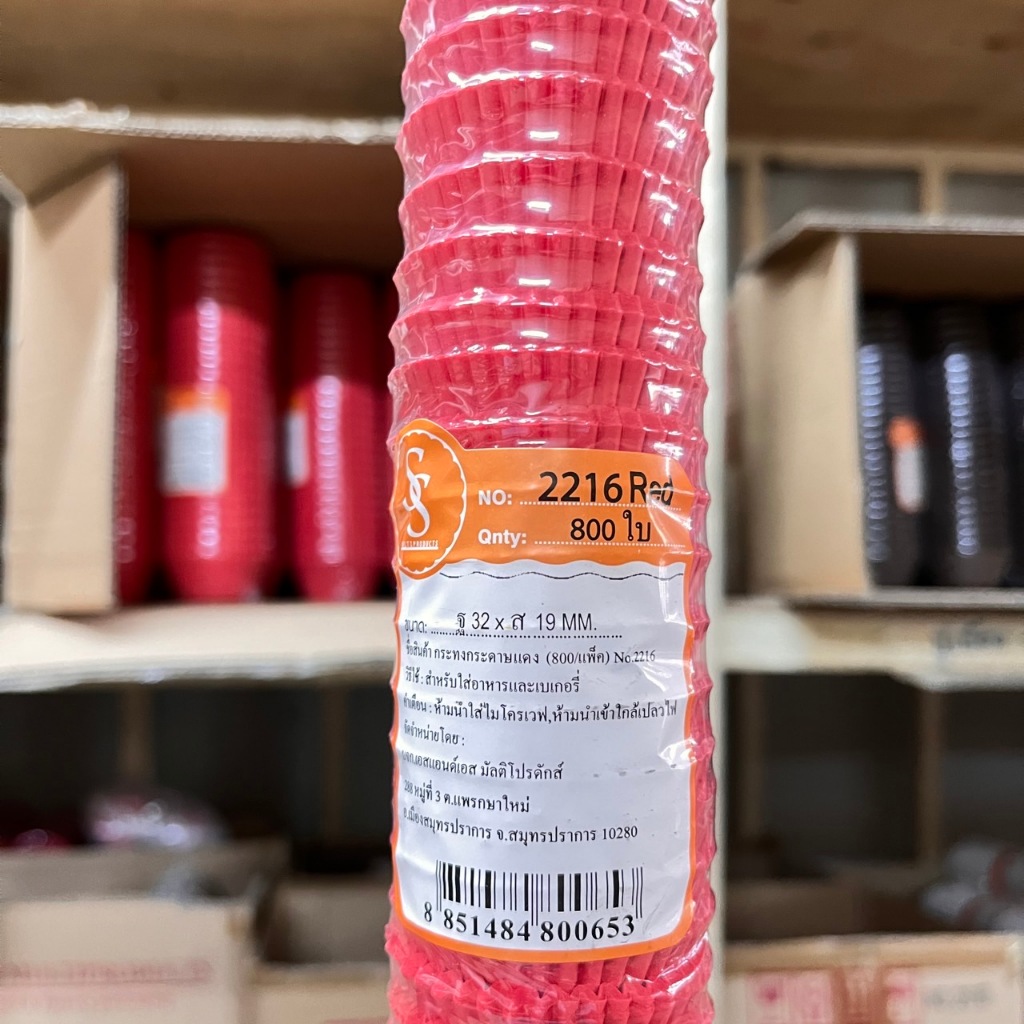 SS
NO: 2216 Red
Qnty: 800 ใบ
ขนาด: ฐ 32 x ส 19 MM.
ชื่อสินค้า กระทงกระดาษแดง (800/แพ็ค) No.2216
วิธีใช้ : สำหรับใส่อาหารและเบเกอรี่
คำเตือน : ห้ามนำใส่ไมโครเวฟ,ห้ามนำเข้าใกล้เปลวไฟ
จัดจำหน่ายโดย :
บจก.เอสแอนด์เอส มัลติโปรดักส์
288 หมู่ที่ 3 ต.แพรกษาใหม่
อ.เมืองสมุทรปราการ จ.สมุทรปราการ 10280
8 851484 800653